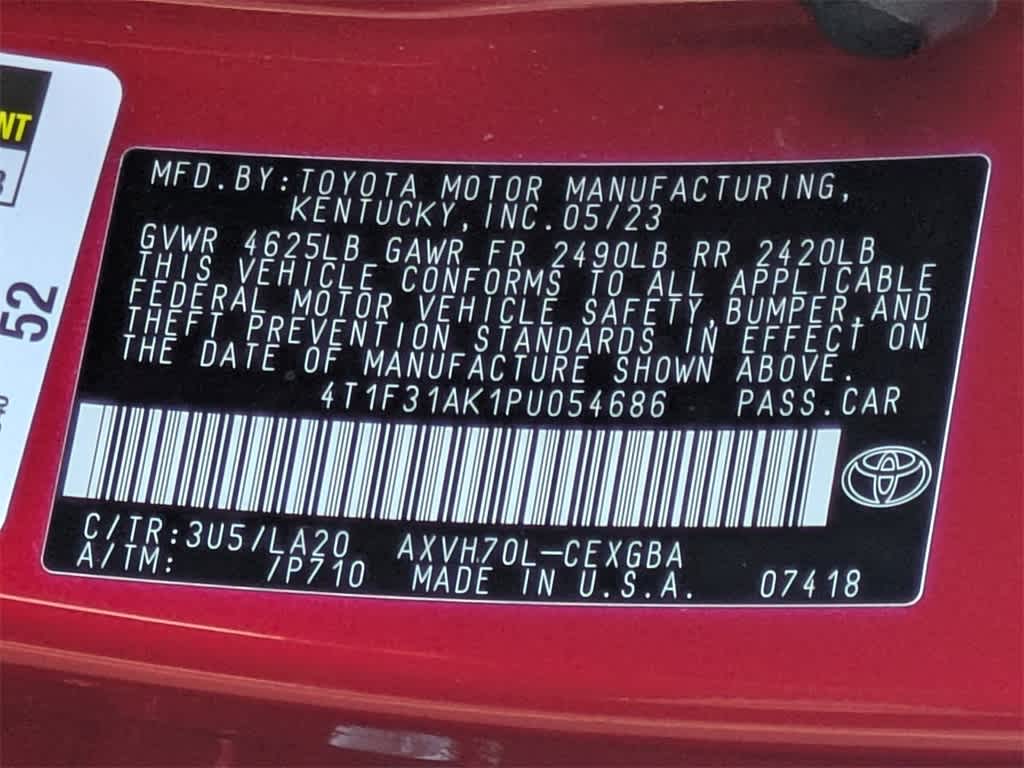 NT
52
MFD.BY:TOYOTA MOTOR MANUFACTURING,
KENTUCKY,INC.05/23
GVWR 4625LB GAWR FR 2490LB RR 2420LB
THIS VEHICLE CONFORMS TO ALL APPLICABLE
FEDERAL MOTOR VEHICLE SAFETY,BUMPER,AND
THEFT PREVENTION STANDARDS IN EFFECT ON
THE DATE OF MANUFACTURE SHOWN ABOVE.
4T1F31AK1PU054686 PASS.CAR
C/TR:3U5/LA20 AXVH70L-CEXGBA
A/TM: /P710 MADE IN U.S.A. 07418